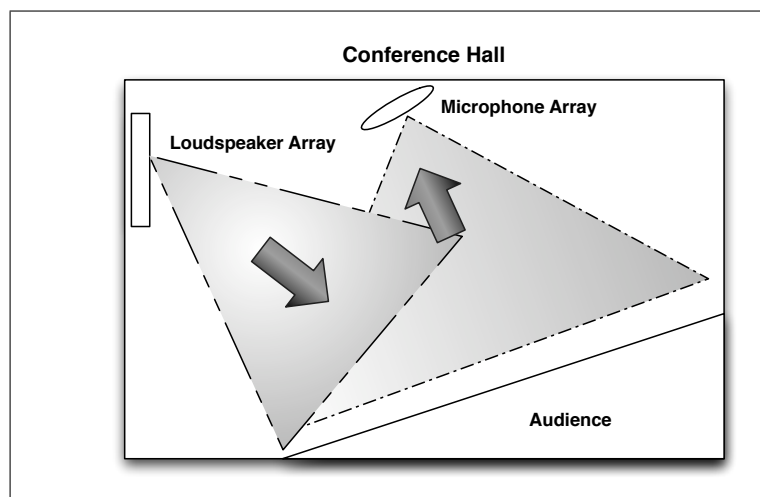 Conference Hall
Microphone Array
Loudspeaker Array
Audience